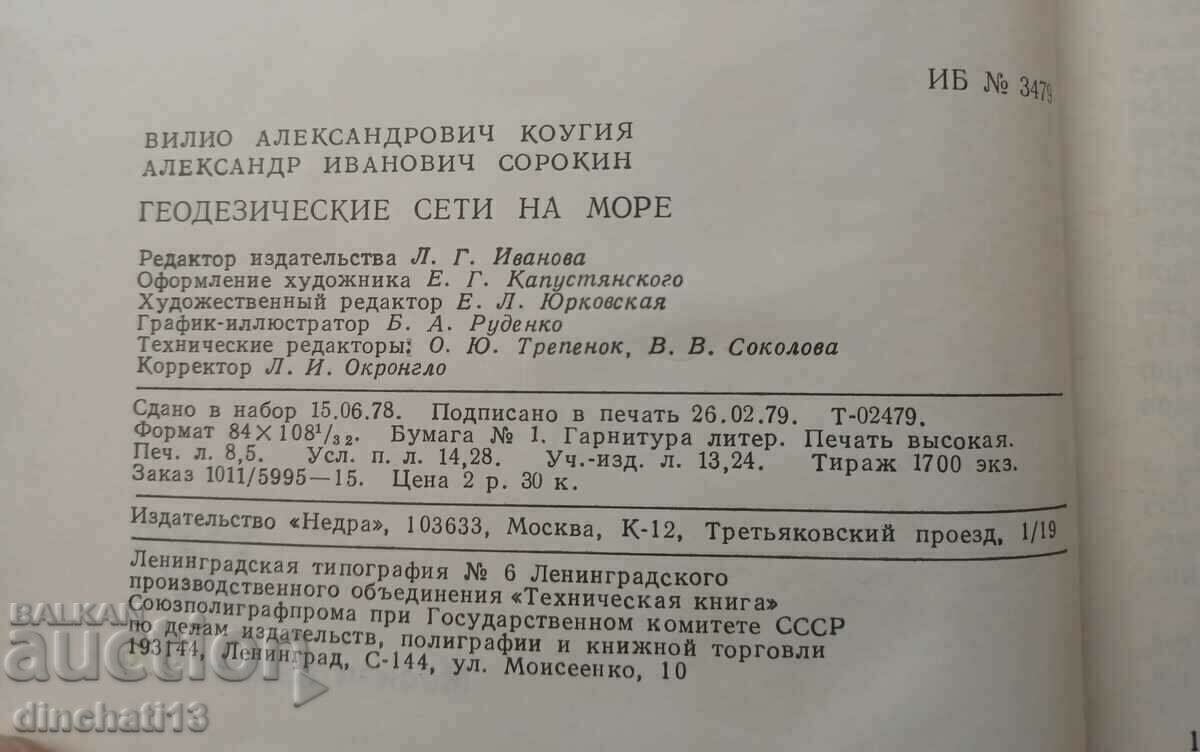 ИБ № 3479
ВИЛИО АЛЕКСАНДРОВИЧ КОУГИЯ
АЛЕКСАНДР ИВАНОВИЧ СОРОКИН
ГЕОДЕЗИЧЕСКИЕ СЕТИ НА МОРЕ
Редактор издательства Л. Г. Иванова
Оформление художника Е. Г. Капустянского
Художественный редактор Е. Л. Юрковская
График-иллюстратор Б. А. Руденко
Технические редакторы: О. Ю. Трепенок, В. В. Соколова
Корректор Л. И. Окронгло
Сдано в набор 15.06.78. Подписано в печать 26.02.79. Т-02479.
Формат 84×108¹/₃₂. Бумага № 1. Гарнитура литер. Печать высокая.
Печ. л. 8,5. Усл. п. л. 14,28. Уч.-изд. л. 13,24. Тираж 1700 экз.
Заказ 1011/5995—15. Цена 2 р. 30 к.
Издательство «Недра», 103633, Москва, К-12, Третьяковский проезд, 1/19
Ленинградская типография № 6 Ленинградского
производственного объединения «Техническая книга»
Союзполиграфпрома при Государственном комитете СССР
по делам издательств, полиграфии и книжной торговли
193144, Ленинград, С-144, ул. Моисеенко, 10
BALKAN
auction
dinchati13
1